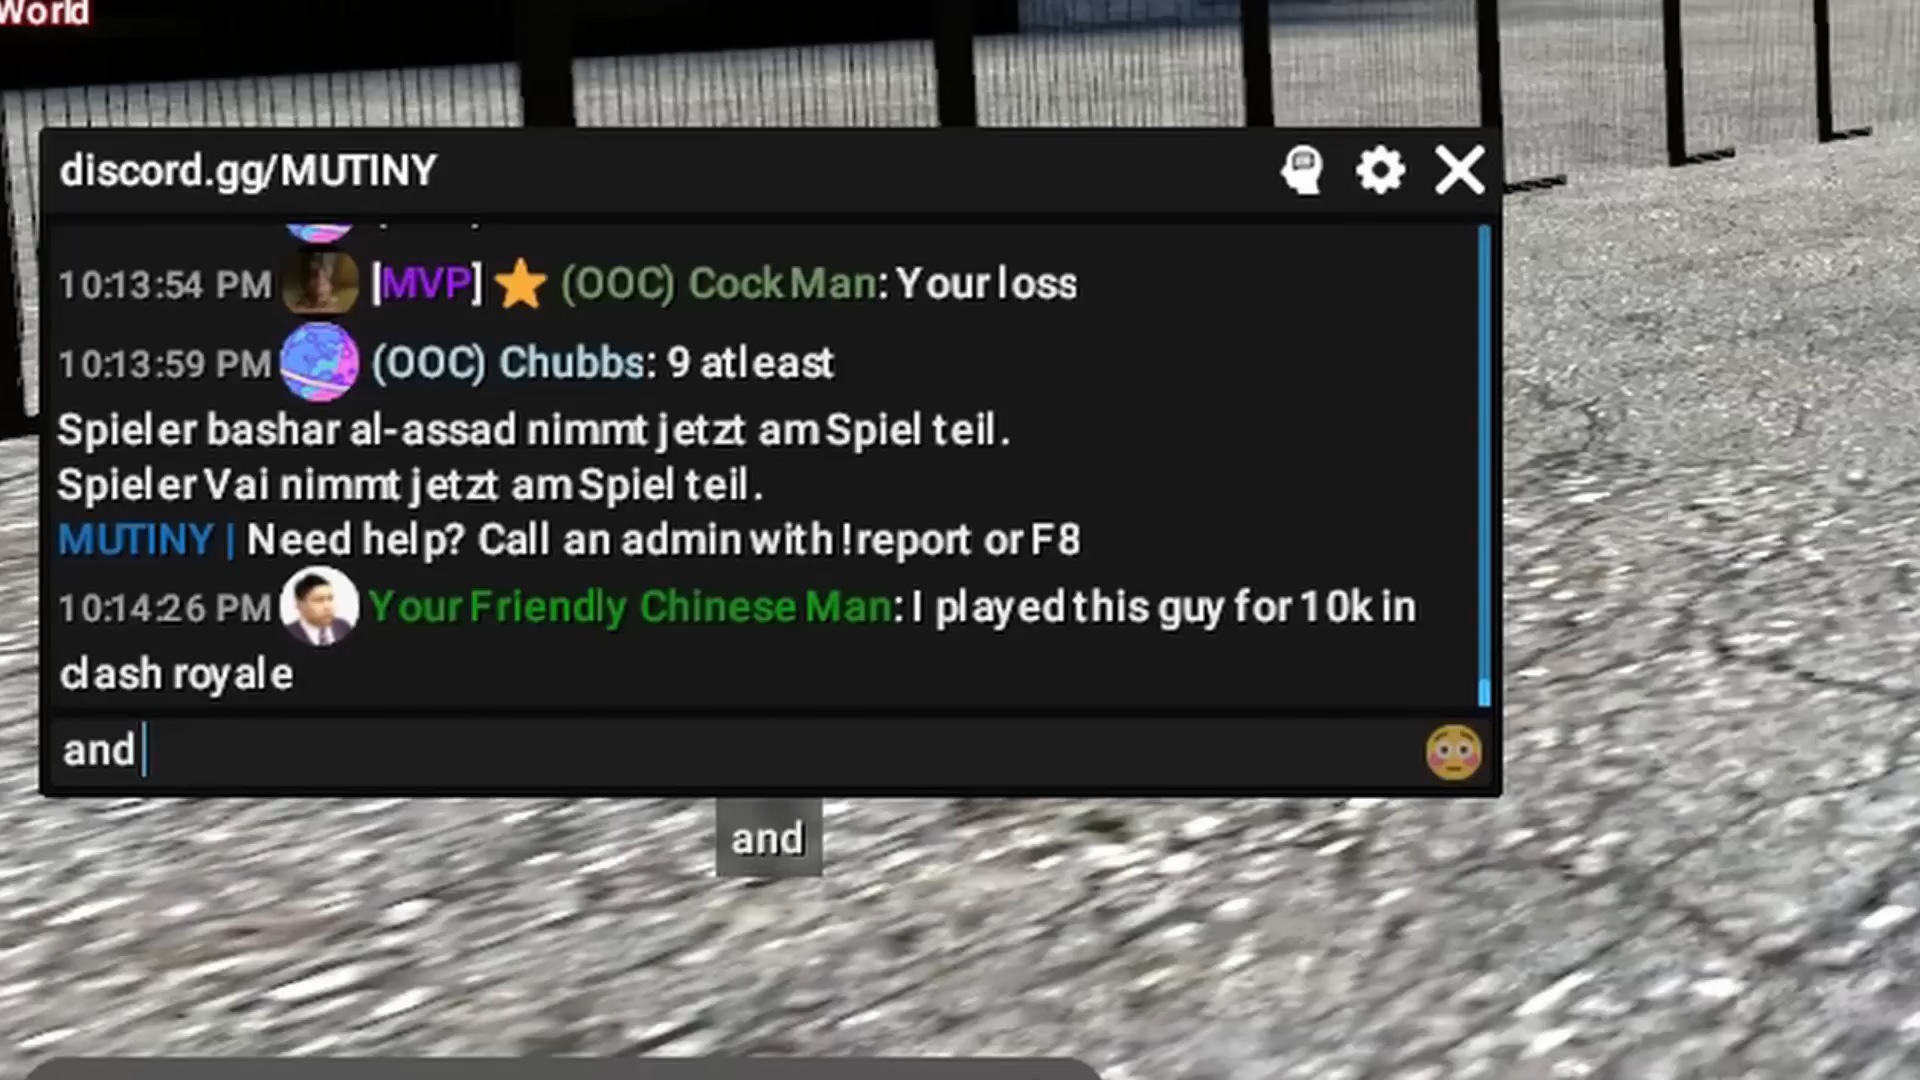 World
discord.gg/MUTINY
10:13:54 PM [MVP] ⭐ (OOC) Cock Man: Your loss
10:13:59 PM (OOC) Chubbs: 9 atleast
Spieler bashar al-assad nimmt jetzt am Spiel teil.
Spieler Vai nimmt jetzt am Spiel teil.
MUTINY | Need help? Call an admin with !report or F8
10:14:26 PM Your Friendly Chinese Man: I played this guy for 10k in
clash royale
and
and